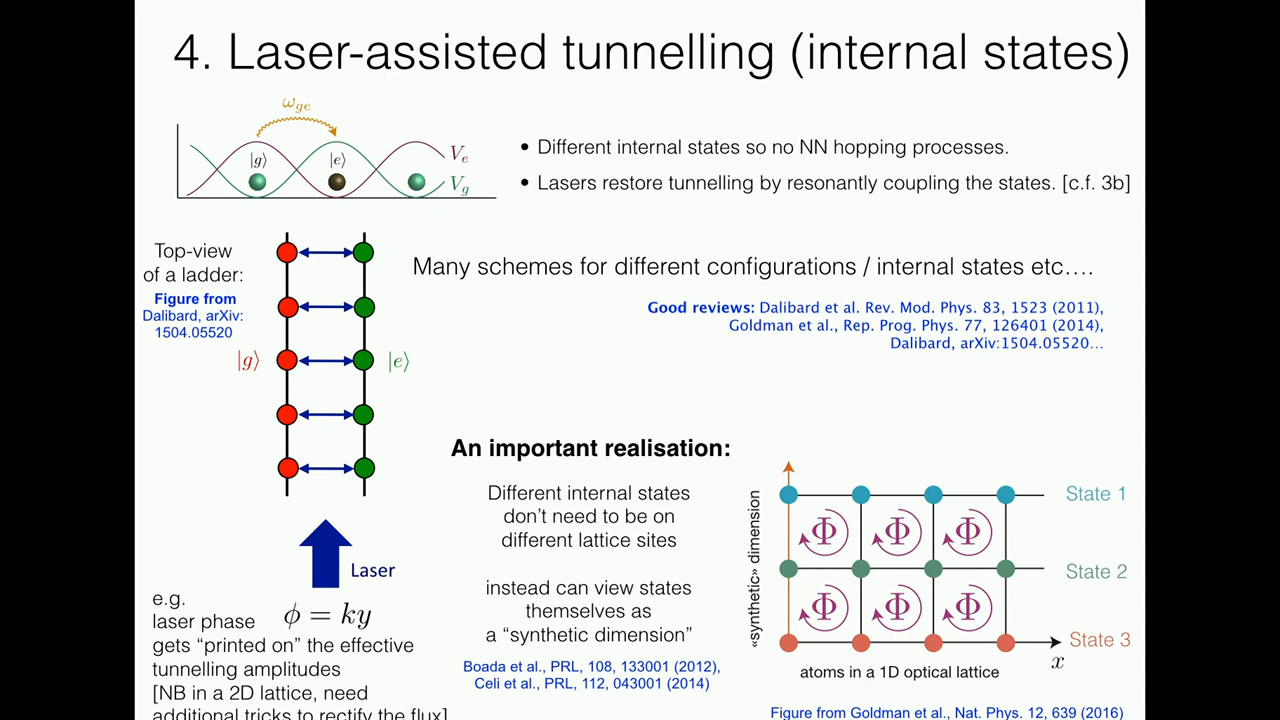 4. Laser-assisted tunnelling (internal states)
ω_ge
|g⟩
|e⟩
V_e
V_g
• Different internal states so no NN hopping processes.
• Lasers restore tunnelling by resonantly coupling the states. [c.f. 3b]
Top-view
of a ladder:
Figure from
Dalibard, arXiv:
1504.05520
|g⟩
|e⟩
Many schemes for different configurations / internal states etc....
Good reviews: Dalibard et al. Rev. Mod. Phys. 83, 1523 (2011),
Goldman et al., Rep. Prog. Phys. 77, 126401 (2014),
Dalibard, arXiv:1504.05520...
Laser
e.g.
laser phase ϕ = ky
gets “printed on” the effective
tunnelling amplitudes
[NB in a 2D lattice, need
additional tricks to rectify the flux]
An important realisation:
Different internal states
don’t need to be on
different lattice sites
instead can view states
themselves as
a “synthetic dimension”
Boada et al., PRL, 108, 133001 (2012),
Celi et al., PRL, 112, 043001 (2014)
«synthetic» dimension
State 1
Φ Φ Φ
State 2
Φ Φ Φ
State 3
x
atoms in a 1D optical lattice
Figure from Goldman et al., Nat. Phys. 12, 639 (2016)